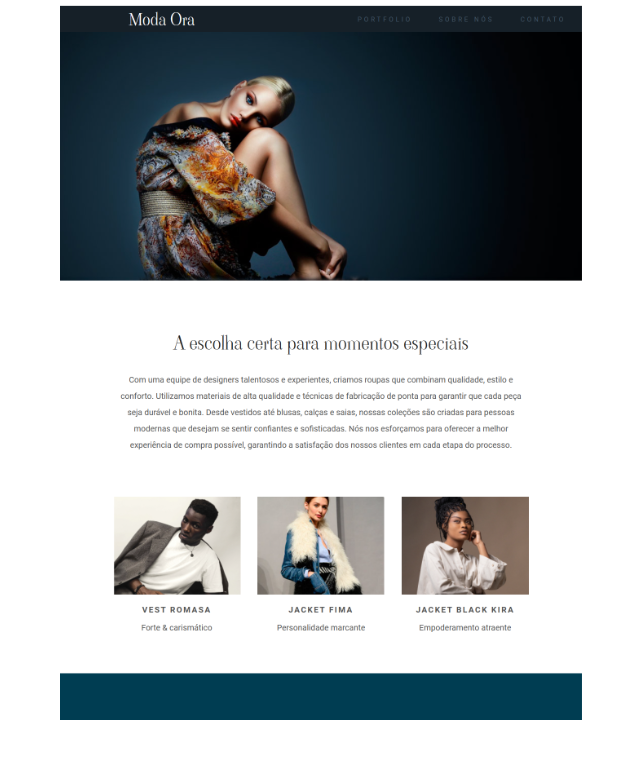 Moda Ora
PORTFOLIO SOBRE NÓS CONTATO
A escolha certa para momentos especiais
Com uma equipe de designers talentosos e experientes, criamos roupas que combinam qualidade, estilo e
conforto. Utilizamos materiais de alta qualidade e técnicas de fabricação de ponta para garantir que cada peça
seja durável e bonita. Desde vestidos até blusas, calças e saias, nossas coleções são criadas para pessoas
modernas que desejam se sentir confiantes e sofisticadas. Nós nos esforçamos para oferecer a melhor
experiência de compra possível, garantindo a satisfação dos nossos clientes em cada etapa do processo.
VEST ROMASA JACKET FIMA JACKET BLACK KIRA
Forte & carismático Personalidade marcante Empoderamento atraente